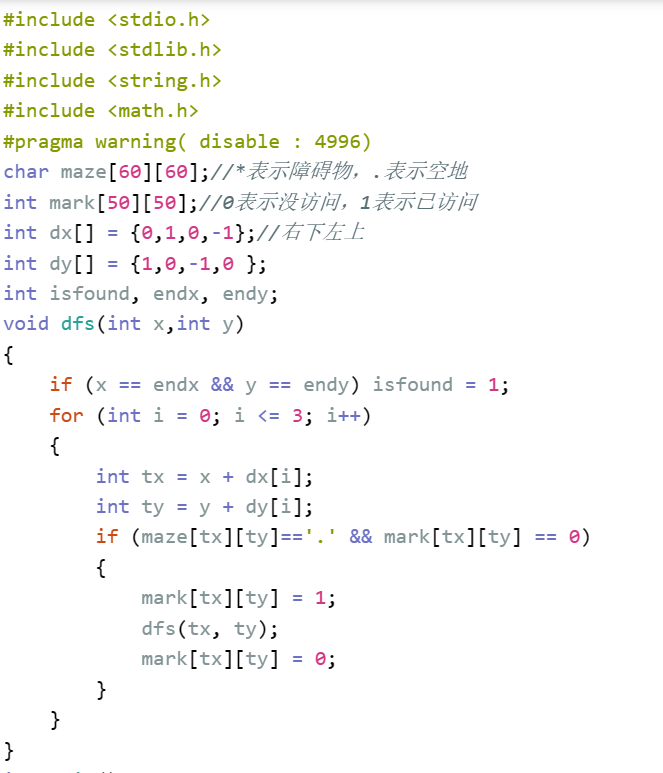 #include <stdio.h>
#include <stdlib.h>
#include <string.h>
#include <math.h>
#pragma warning( disable : 4996)
char maze[60][60];//*表示障碍物，.表示空地
int mark[50][50];//0表示没访问，1表示已访问
int dx[] = {0,1,0,-1};//右下左上
int dy[] = {1,0,-1,0 };
int isfound, endx, endy;
void dfs(int x,int y)
{
    if (x == endx && y == endy) isfound = 1;
    for (int i = 0; i <= 3; i++)
    {
        int tx = x + dx[i];
        int ty = y + dy[i];
        if (maze[tx][ty]=='.' && mark[tx][ty] == 0)
        {
            mark[tx][ty] = 1;
            dfs(tx, ty);
            mark[tx][ty] = 0;
        }
    }
}